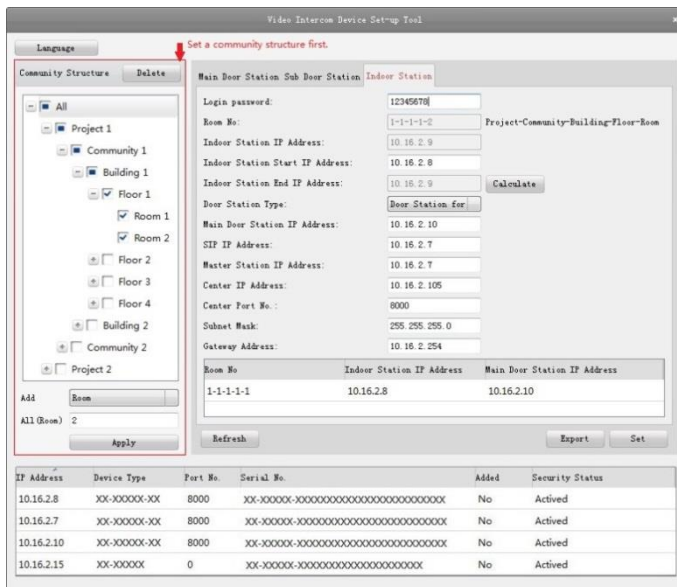 Video Intercom Device Set-up Tool
Language
Set a community structure first.
Community Structure
Delete
All
Project 1
Community 1
Building 1
Floor 1
Room 1
Room 2
Floor 2
Floor 3
Floor 4
Building 2
Community 2
Project 2
Add Room
All(Room) 2
Apply
Main Door Station Sub Door Station Indoor Station
Login password: 12345678
Room No: 1-1-1-1-2 Project-Community-Building-Floor-Room
Indoor Station IP Address: 10.16.2.9
Indoor Station Start IP Address: 10.16.2.8
Indoor Station End IP Address: 10.16.2.9 Calculate
Door Station Type: Door Station for
Main Door Station IP Address: 10.16.2.10
SIP IP Address: 10.16.2.7
Master Station IP Address: 10.16.2.7
Center IP Address: 10.16.2.105
Center Port No.: 8000
Subnet Mask: 255.255.255.0
Gateway Address: 10.16.2.254
Room No Indoor Station IP Address Main Door Station IP Address
1-1-1-1-1 10.16.2.8 10.16.2.10
Refresh Export Set
IP Address Device Type Port No. Serial No. Added Security Status
10.16.2.8 XX-XXXXX-XX 8000 XX-XXXXX-XXXXXXXXXXXXXXXXXXXXXXXX No Actived
10.16.2.7 XX-XXXXX-XX 8000 XX-XXXXX-XXXXXXXXXXXXXXXXXXXXXXXX No Actived
10.16.2.10 XX-XXXXX-XX 8000 XX-XXXXX-XXXXXXXXXXXXXXXXXXXXXXXX No Actived
10.16.2.15 XX-XXXXX 0 XX-XXXXX-XXXXXXXXXXXXXXXXXXXX No Actived